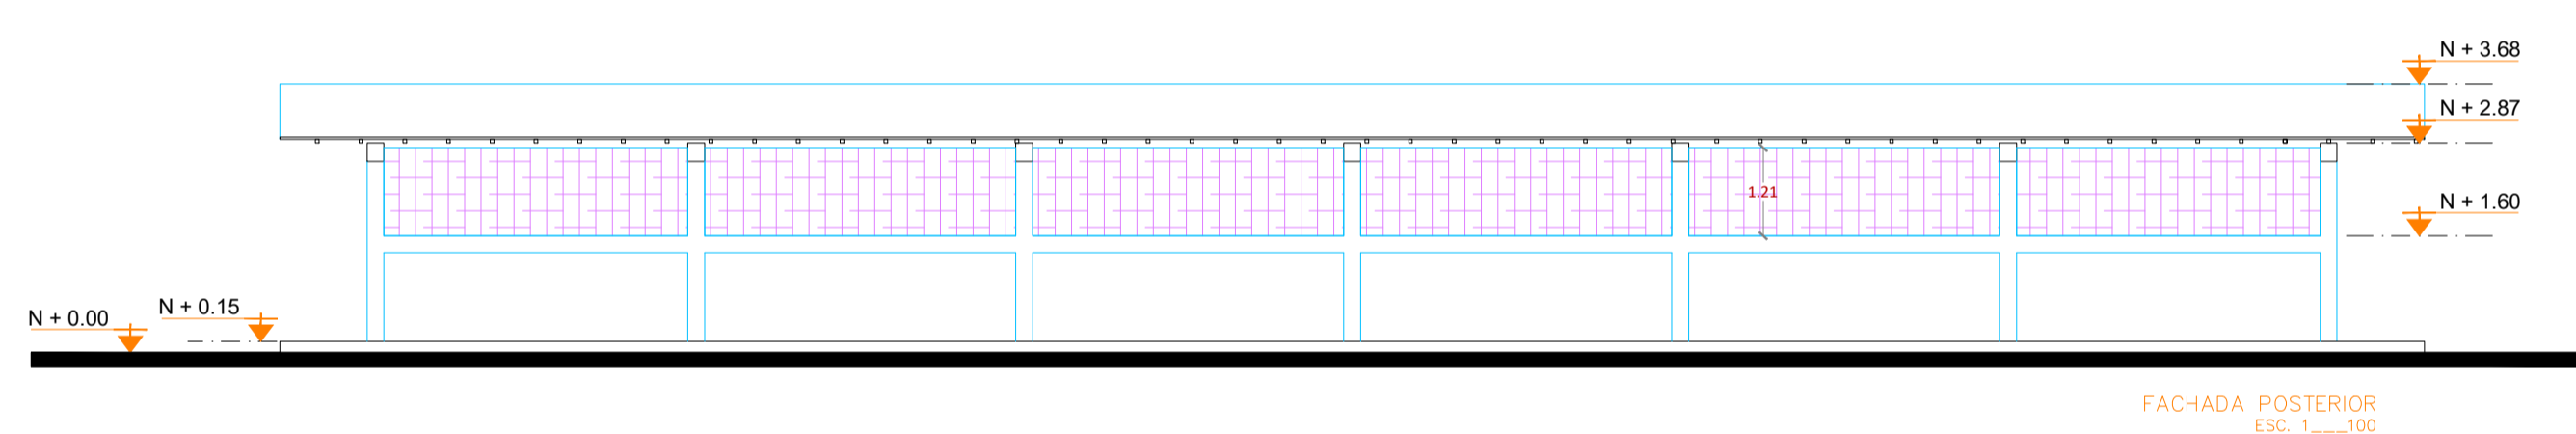 N + 3.68
N + 2.87
1.21
N + 1.60
N + 0.15
N + 0.00
FACHADA POSTERIOR
ESC. 1___100